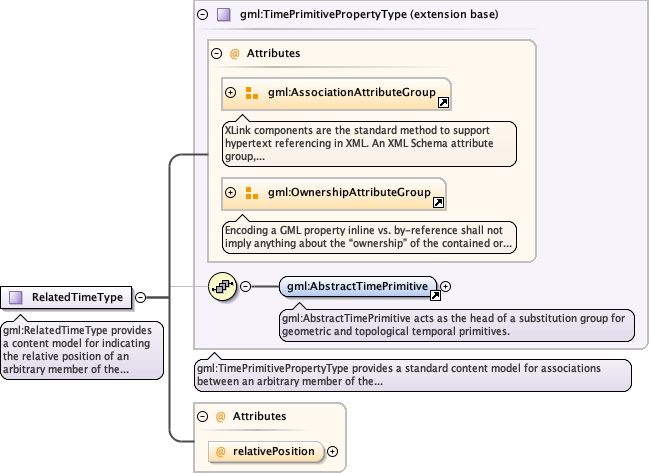 gml:TimePrimitivePropertyType (extension base)
@ Attributes
gml:AssociationAttributeGroup
XLink components are the standard method to support
hypertext referencing in XML. An XML Schema attribute
group,...
gml:OwnershipAttributeGroup
Encoding a GML property inline vs. by-reference shall not
imply anything about the “ownership” of the contained or...
RelatedTimeType
gml:RelatedTimeType provides
a content model for indicating
the relative position of an
arbitrary member of the...
gml:AbstractTimePrimitive
gml:AbstractTimePrimitive acts as the head of a substitution group for
geometric and topological temporal primitives.
gml:TimePrimitivePropertyType provides a standard content model for associations
between an arbitrary member of the...
@ Attributes
@ relativePosition